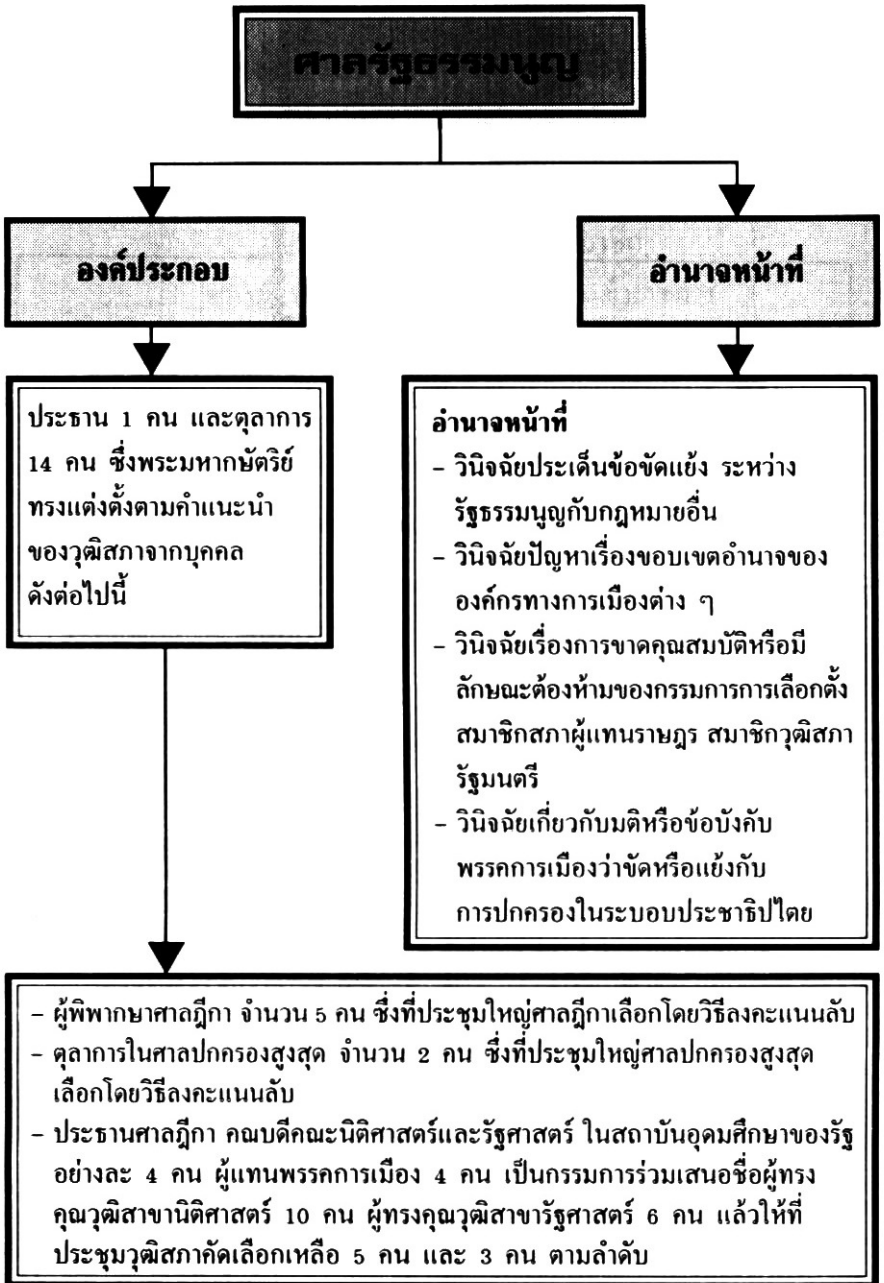 ศาลรัฐธรรมนูญ
องค์ประกอบ
อำนาจหน้าที่
ประธาน 1 คน และตุลาการ
14 คน ซึ่งพระมหากษัตริย์
ทรงแต่งตั้งตามคำแนะนำ
ของวุฒิสภาจากบุคคล
ดังต่อไปนี้
อำนาจหน้าที่
- วินิจฉัยประเด็นข้อขัดแย้ง ระหว่าง
รัฐธรรมนูญกับกฎหมายอื่น
- วินิจฉัยปัญหาเรื่องขอบเขตอำนาจของ
องค์กรทางการเมืองต่าง ๆ
- วินิจฉัยเรื่องการขาดคุณสมบัติหรือมี
ลักษณะต้องห้ามของกรรมการการเลือกตั้ง
สมาชิกสภาผู้แทนราษฎร สมาชิกวุฒิสภา
รัฐมนตรี
- วินิจฉัยเกี่ยวกับมติหรือข้อบังคับ
พรรคการเมืองว่าขัดหรือแย้งกับ
การปกครองในระบอบประชาธิปไตย
- ผู้พิพากษาศาลฎีกา จำนวน 5 คน ซึ่งที่ประชุมใหญ่ศาลฎีกาเลือกโดยวิธีลงคะแนนลับ
- ตุลาการในศาลปกครองสูงสุด จำนวน 2 คน ซึ่งที่ประชุมใหญ่ศาลปกครองสูงสุด
เลือกโดยวิธีลงคะแนนลับ
- ประธานศาลฎีกา คณบดีคณะนิติศาสตร์และรัฐศาสตร์ ในสถาบันอุดมศึกษาของรัฐ
อย่างละ 4 คน ผู้แทนพรรคการเมือง 4 คน เป็นกรรมการร่วมเสนอชื่อผู้ทรง
คุณวุฒิสาขานิติศาสตร์ 10 คน ผู้ทรงคุณวุฒิสาขารัฐศาสตร์ 6 คน แล้วให้ที่
ประชุมวุฒิสภาคัดเลือกเหลือ 5 คน และ 3 คน ตามลำดับ